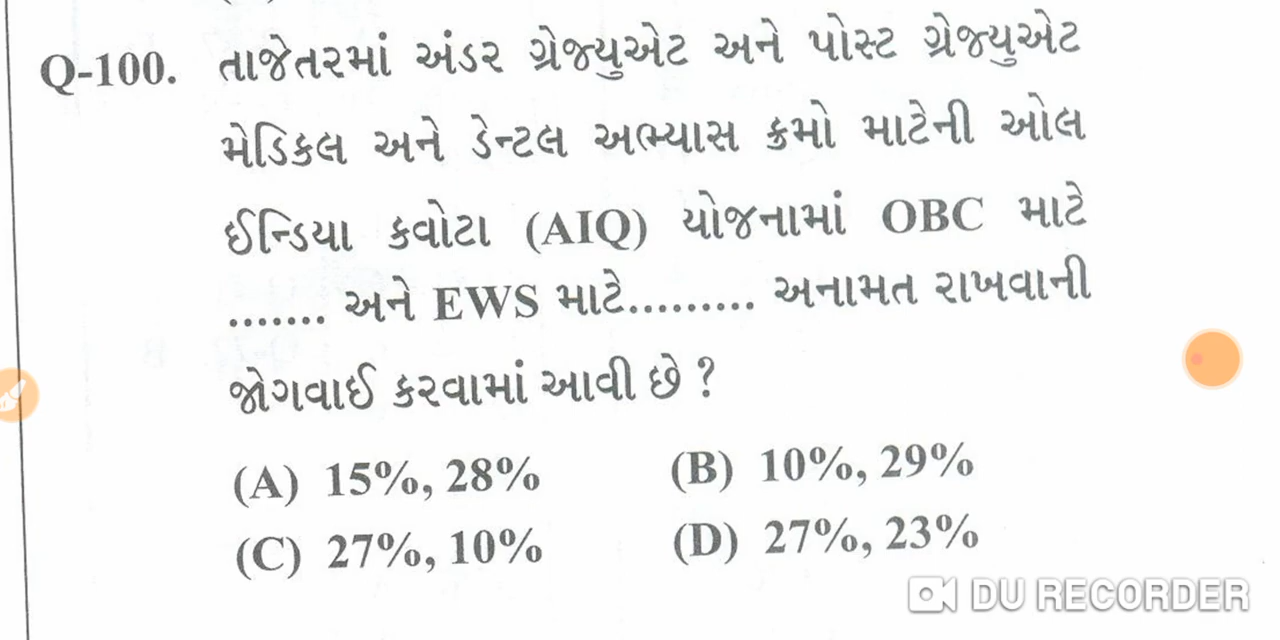 Q-100. તાજેતરમાં અંડર ગ્રેજ્યુએટ અને પોસ્ટ ગ્રેજ્યુએટ
મેડિકલ અને ડેન્ટલ અભ્યાસ ક્રમો માટેની ઓલ
ઈન્ડિયા કવોટા (AIQ) યોજનામાં OBC માટે
....... અને EWS માટે......... અનામત રાખવાની
જોગવાઈ કરવામાં આવી છે ?
(A) 15%, 28% (B) 10%, 29%
(C) 27%, 10% (D) 27%, 23%
DU RECORDER